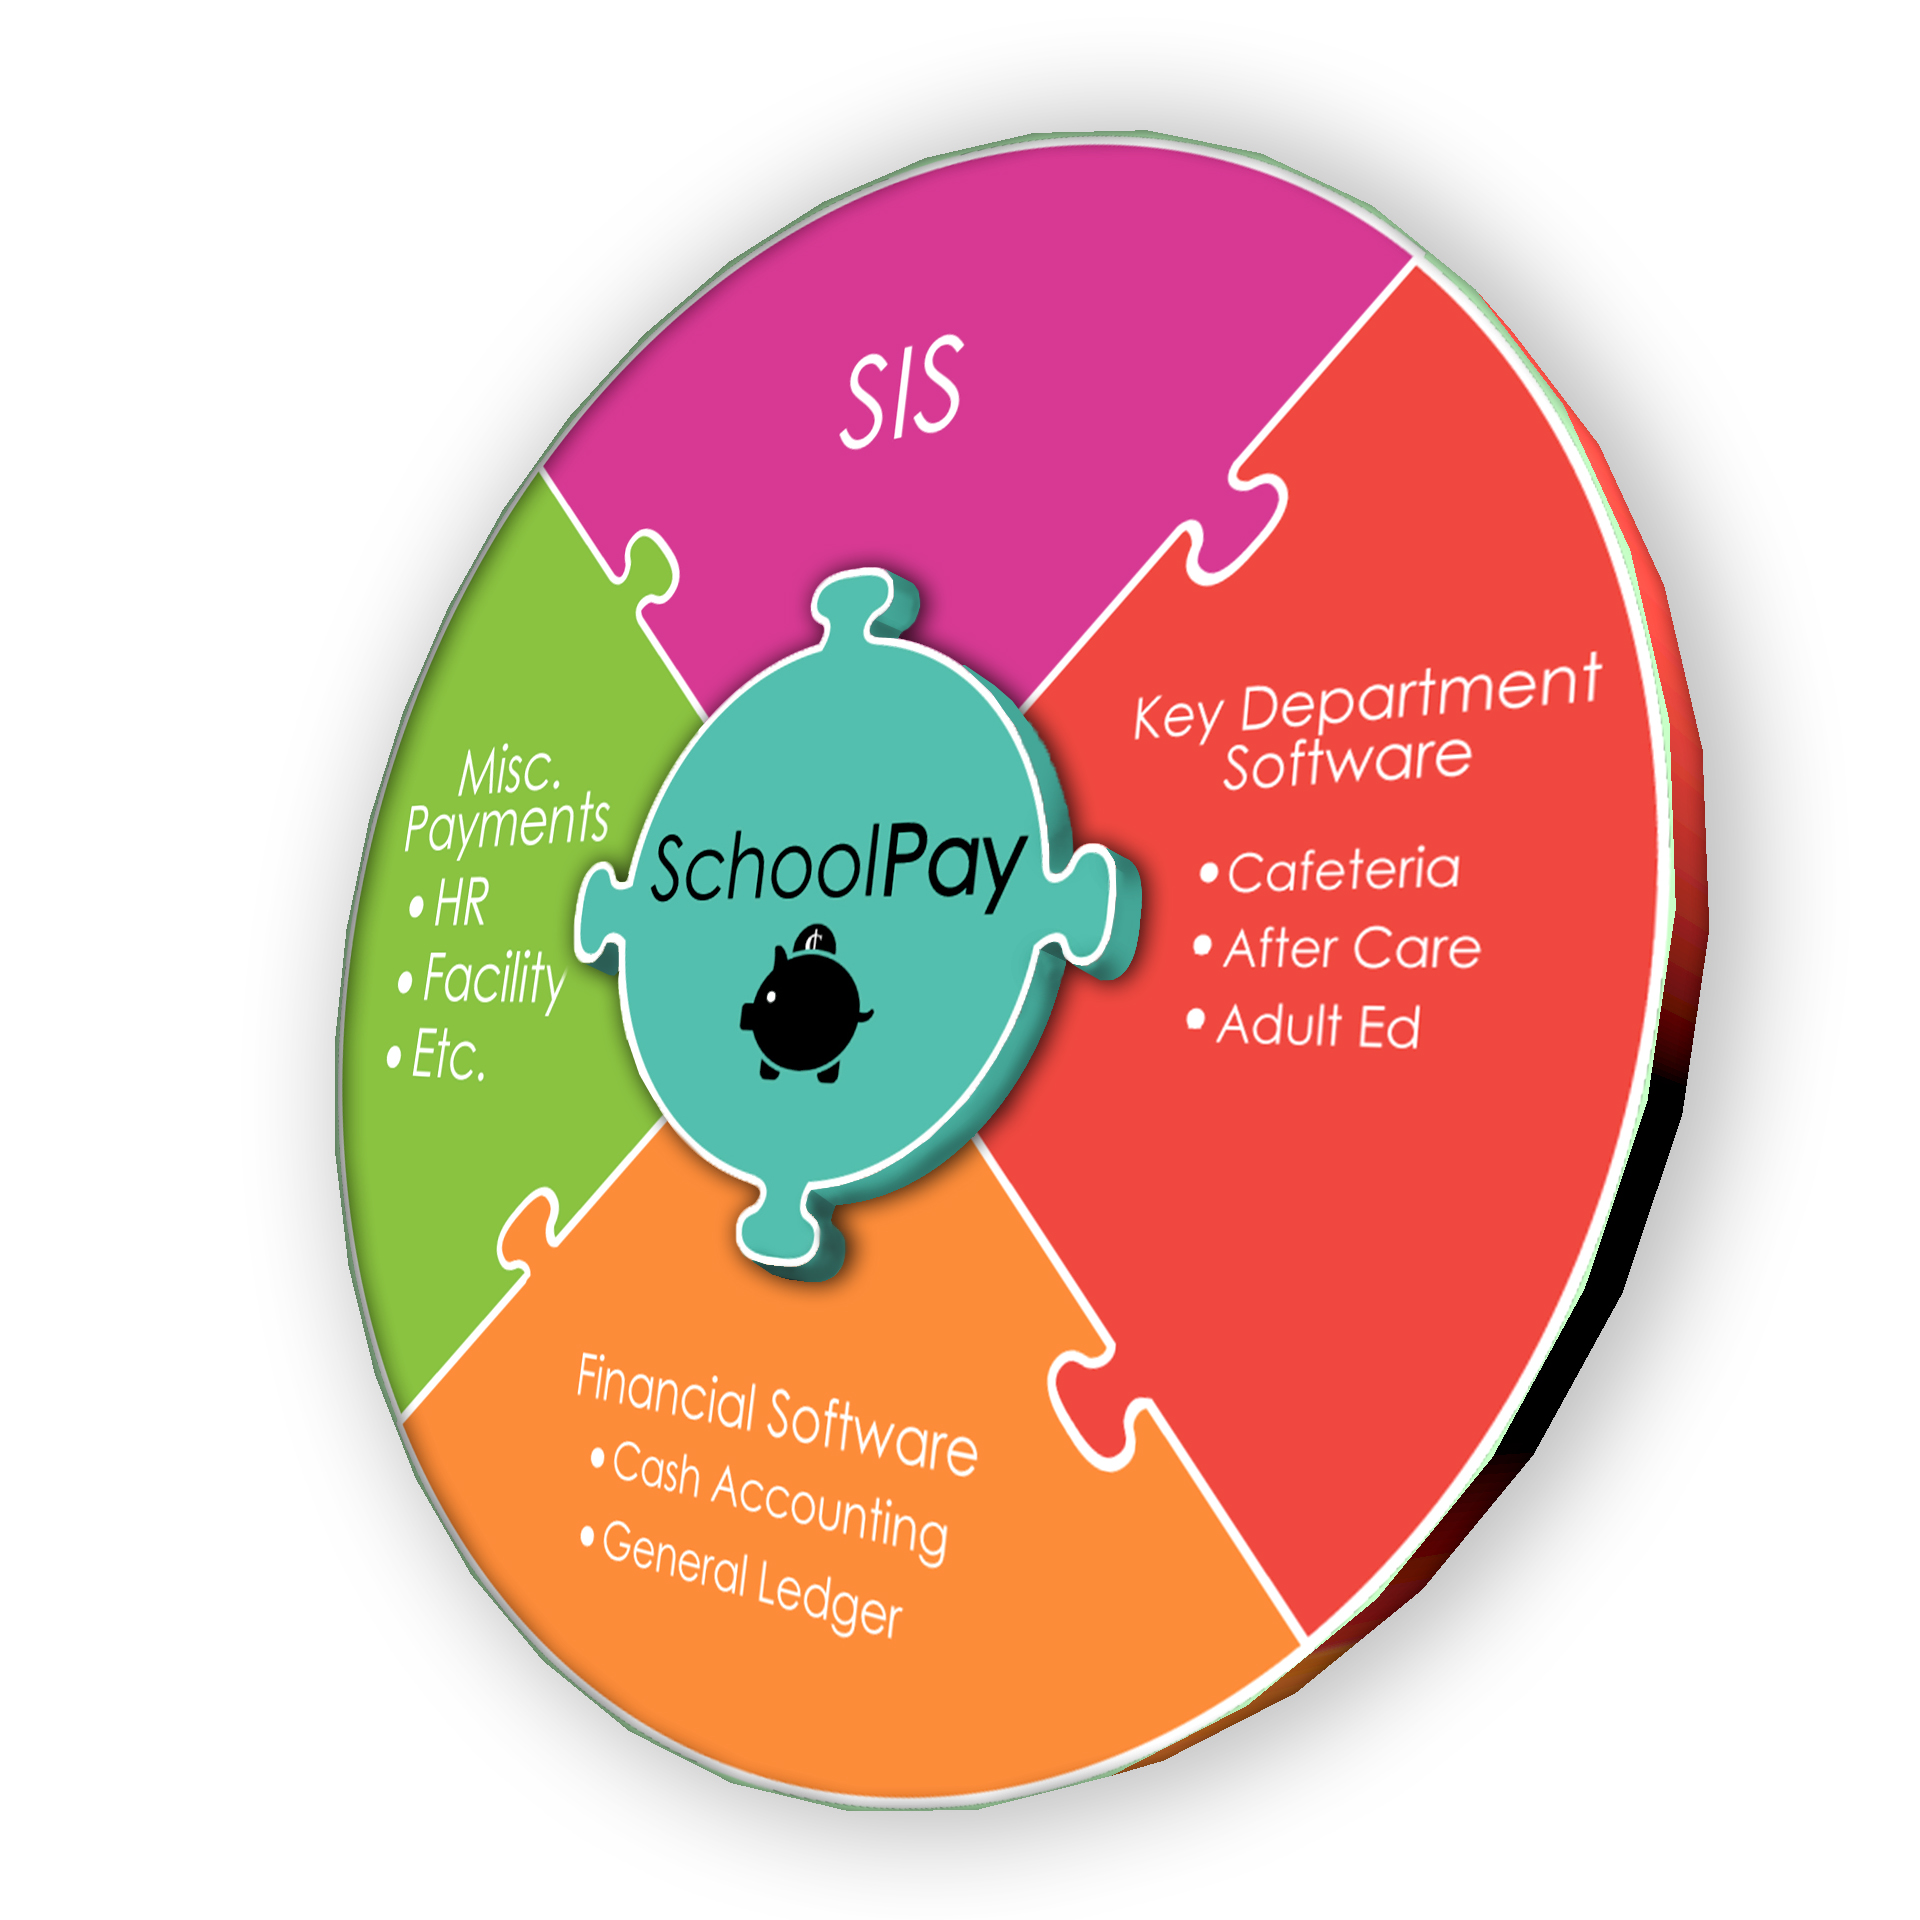 SIS
Key Department
Software
• Cafeteria
• After Care
• Adult Ed
Misc.
Payments
• HR
• Facility
• Etc.
SchoolPay
¢
Financial Software
• Cash Accounting
• General Ledger